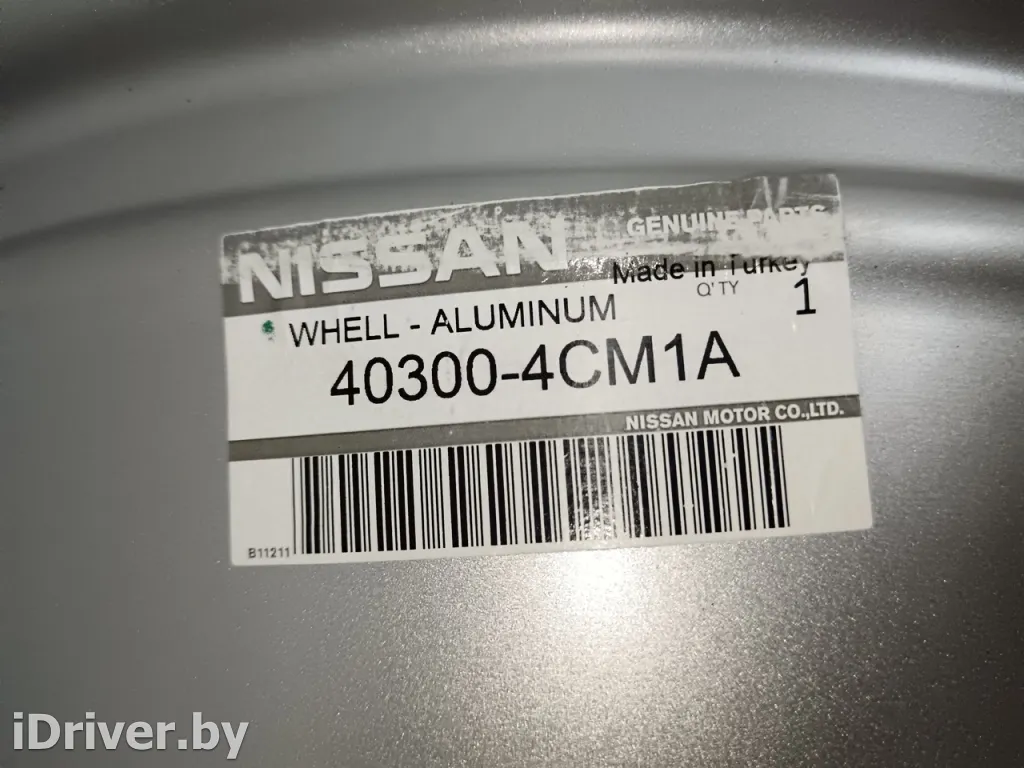 NISSAN
GENUINE PARTS
Made in Turkey
Q'TY
1
WHELL - ALUMINUM
40300-4CM1A
NISSAN MOTOR CO.,LTD.
B11211
iDriver.by